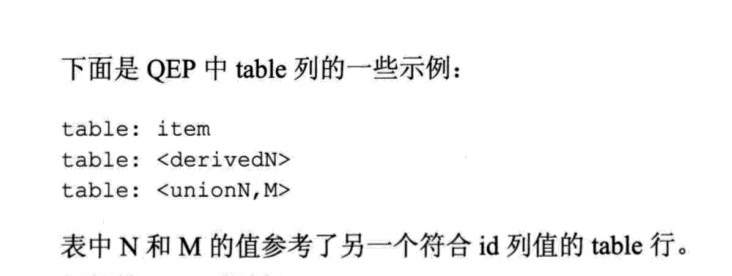 下面是 QEP 中 table 列的一些示例：
table: item
table: <derivedN>
table: <unionN,M>
表中 N 和 M 的值参考了另一个符合 id 列值的 table 行。